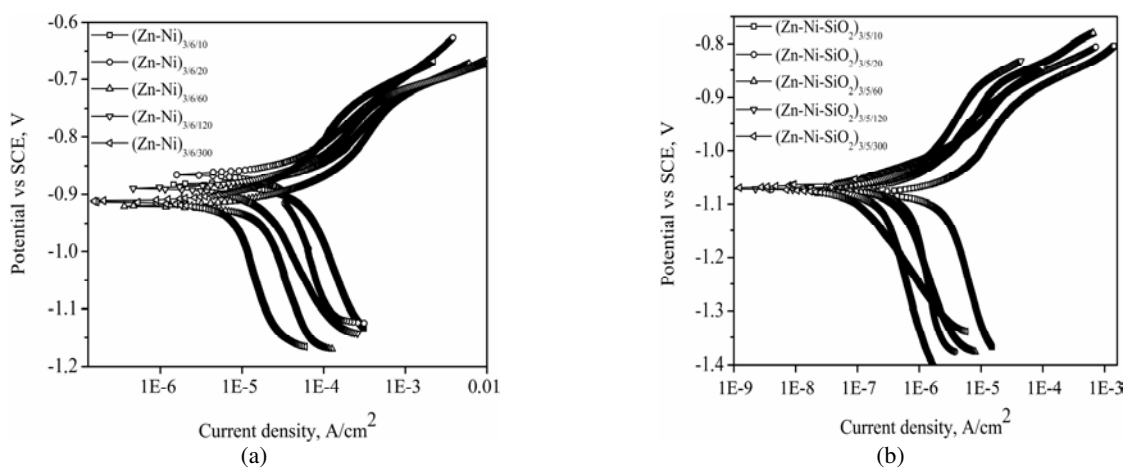 -0.6
-0.7
-0.8
-0.9
-1.0
-1.1
-1.2
Potential vs SCE, V
(Zn-Ni)3/6/10
(Zn-Ni)3/6/20
(Zn-Ni)3/6/60
(Zn-Ni)3/6/120
(Zn-Ni)3/6/300
1E-6 1E-5 1E-4 1E-3 0.01
Current density, A/cm2
(a)
-0.8
-0.9
-1.0
-1.1
-1.2
-1.3
-1.4
Potential vs SCE, V
(Zn-Ni-SiO2)3/5/10
(Zn-Ni-SiO2)3/5/20
(Zn-Ni-SiO2)3/5/60
(Zn-Ni-SiO2)3/5/120
(Zn-Ni-SiO2)3/5/300
1E-9 1E-8 1E-7 1E-6 1E-5 1E-4 1E-3
Current density, A/cm2
(b)